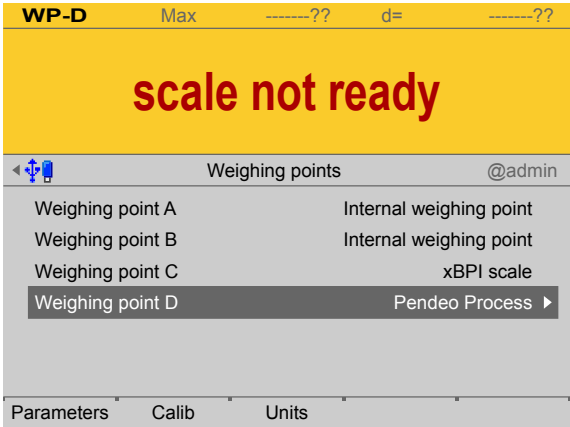 WP-D Max -------?? d= -------??
scale not ready
Weighing points @admin
Weighing point A Internal weighing point
Weighing point B Internal weighing point
Weighing point C xBPI scale
Weighing point D Pendeo Process
Parameters Calib Units